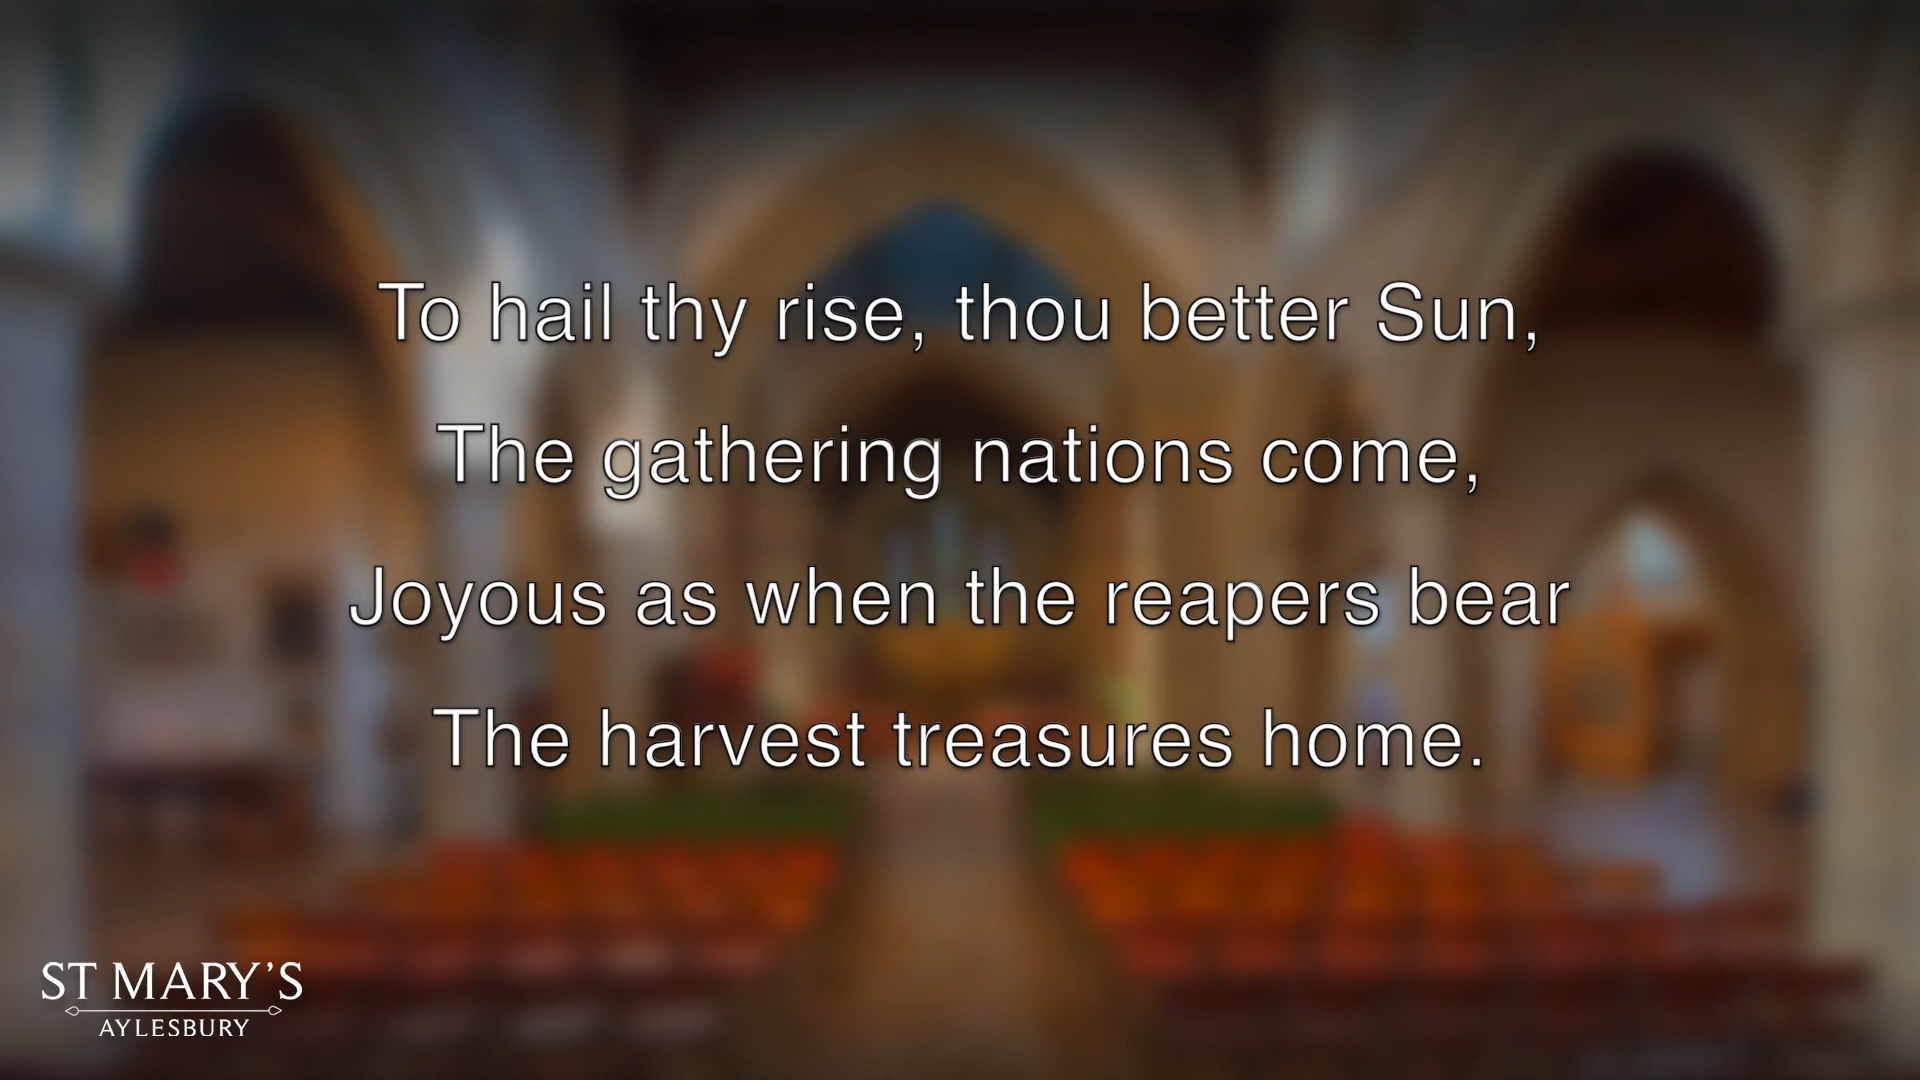 To hail thy rise, thou better Sun,
The gathering nations come,
Joyous as when the reapers bear
The harvest treasures home.
ST MARY'S
AYLESBURY